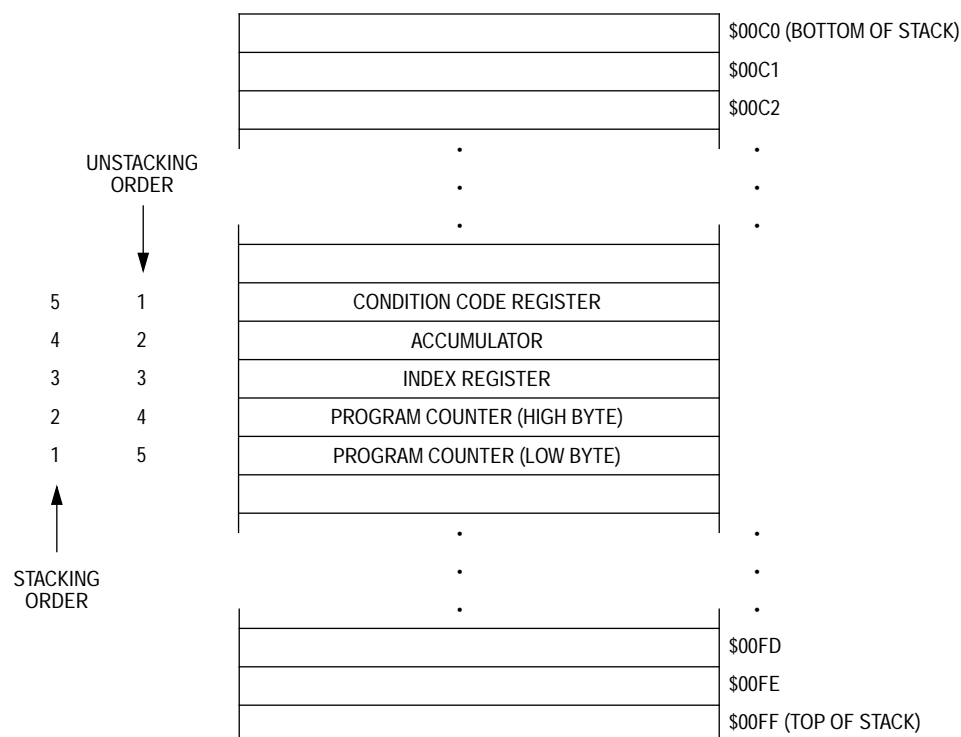 $00C0 (BOTTOM OF STACK)
$00C1
$00C2
UNSTACKING
ORDER
5 1 CONDITION CODE REGISTER
4 2 ACCUMULATOR
3 3 INDEX REGISTER
2 4 PROGRAM COUNTER (HIGH BYTE)
1 5 PROGRAM COUNTER (LOW BYTE)
STACKING
ORDER
$00FD
$00FE
$00FF (TOP OF STACK)